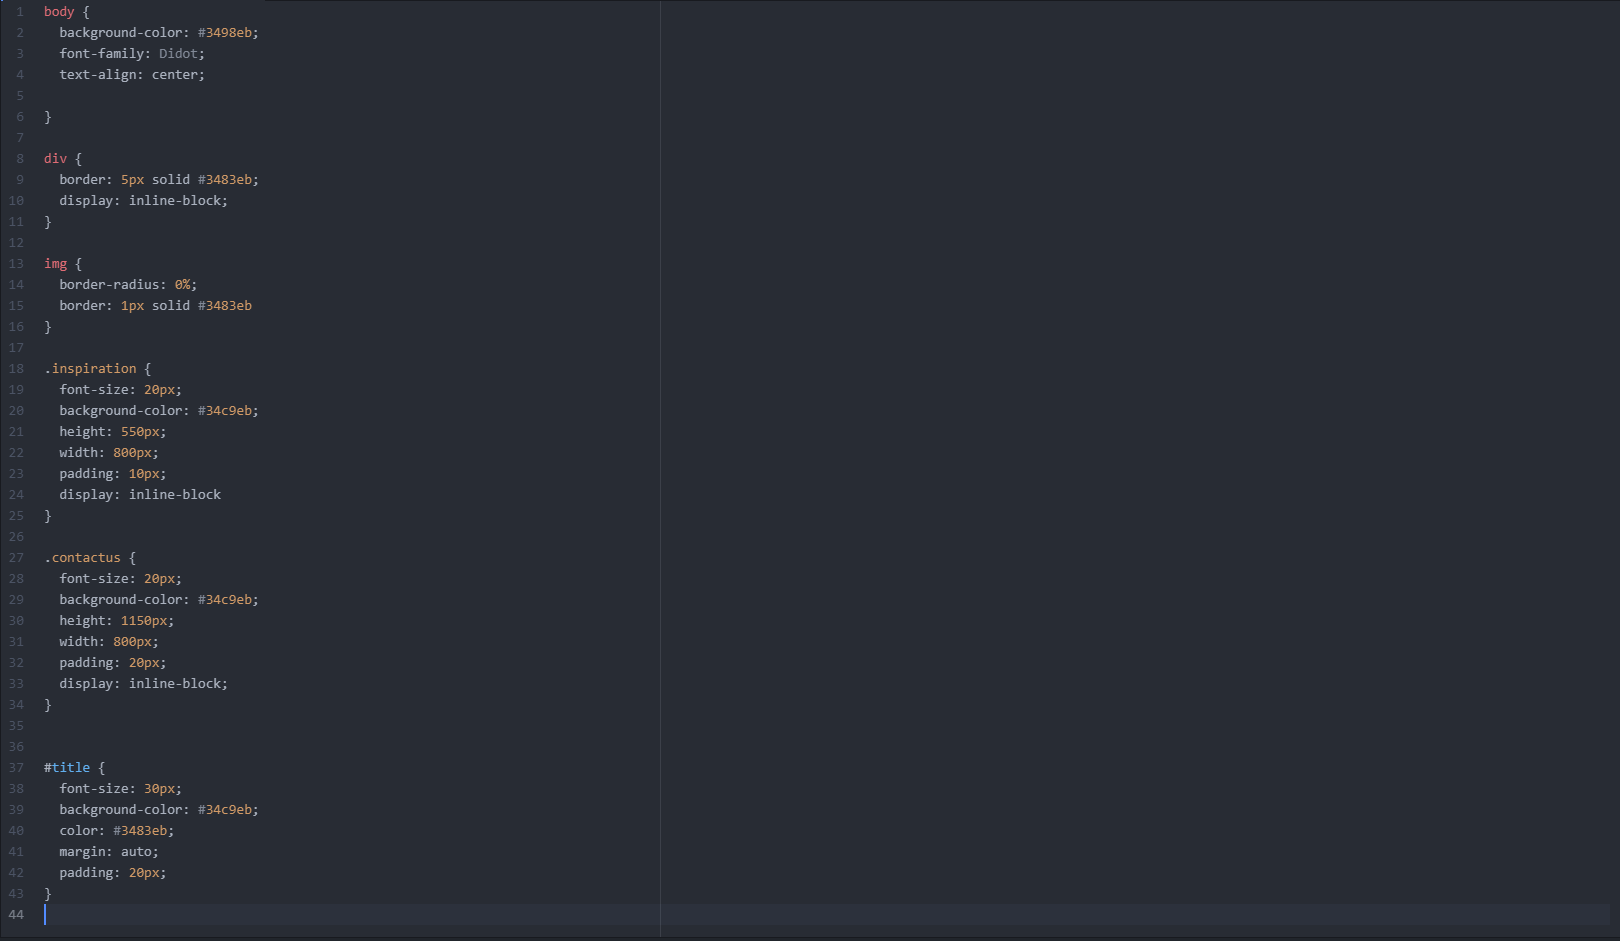 1 body {
2   background-color: #3498eb;
3   font-family: Didot;
4   text-align: center;
5
6 }
7
8 div {
9   border: 5px solid #3483eb;
10   display: inline-block;
11 }
12
13 img {
14   border-radius: 0%;
15   border: 1px solid #3483eb
16 }
17
18 .inspiration {
19   font-size: 20px;
20   background-color: #34c9eb;
21   height: 550px;
22   width: 800px;
23   padding: 10px;
24   display: inline-block
25 }
26
27 .contactus {
28   font-size: 20px;
29   background-color: #34c9eb;
30   height: 1150px;
31   width: 800px;
32   padding: 20px;
33   display: inline-block;
34 }
35
36
37 #title {
38   font-size: 30px;
39   background-color: #34c9eb;
40   color: #3483eb;
41   margin: auto;
42   padding: 20px;
43 }
44